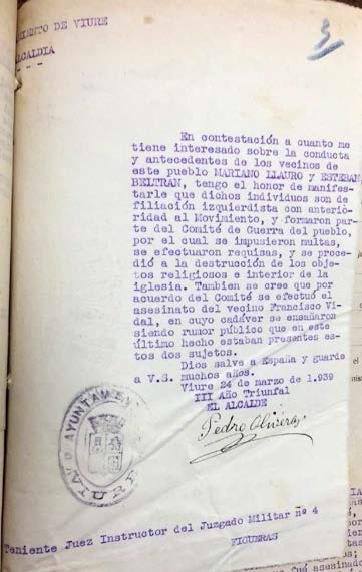 MIENTO DE VIURE
ALCALDIA
5
En contestación a cuanto me
tiene interesado sobre la conducta
y antecedentes de los vecinos de
este pueblo MARIANO LLAURO y ESTEBAN
BELTRAN, tengo el honor de manifes-
tarle que dichos individuos son de
filiación izquierdista con anterio-
ridad al Movimiento, y formaron par-
te del Comité de Guerra del pueblo,
por el cual se impusieron multas,
se efectuaron requisas, y se proce-
dió a la destrucción de los obje-
tos religiosos e interior de la
iglesia. Tambien se cree que por
acuerdo del Comité se efectuó el
asesinato del vecino Francisco Vi-
dal, en cuyo cadáver se ensañaron
siendo rumor público que en este
último hecho estaban presentes es-
tos dos sujetos.
Dios salve a España y guarde
a V.S. muchos años.
Viure 24 de marzo de 1.939
III Año Triunfal
EL ALCALDE
Pedro Olivera
AYUNTAMIENTO
VIURE
Teniente Juez Instructor del Juzgado Militar nº 4
FIGUERAS